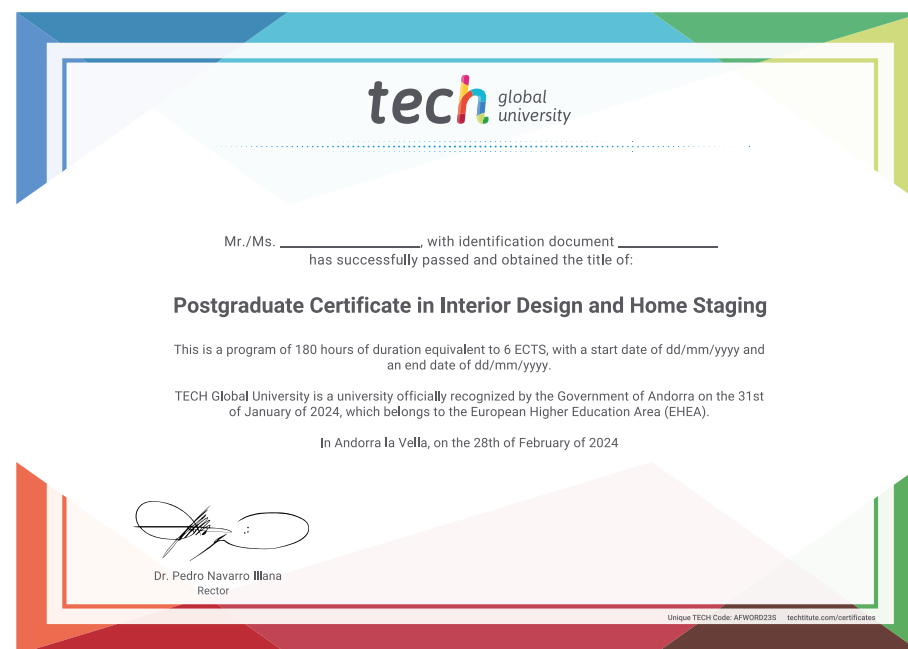 tech global university
Mr./Ms. ____________, with identification document ____________
has successfully passed and obtained the title of:
Postgraduate Certificate in Interior Design and Home Staging
This is a program of 180 hours of duration equivalent to 6 ECTS, with a start date of dd/mm/yyyy and
an end date of dd/mm/yyyy.
TECH Global University is a university officially recognized by the Government of Andorra on the 31st
of January of 2024, which belongs to the European Higher Education Area (EHEA).
In Andorra la Vella, on the 28th of February of 2024
Dr. Pedro Navarro Illana
Rector
Unique TECH Code: AFWORD23S techtitute.com/certificates